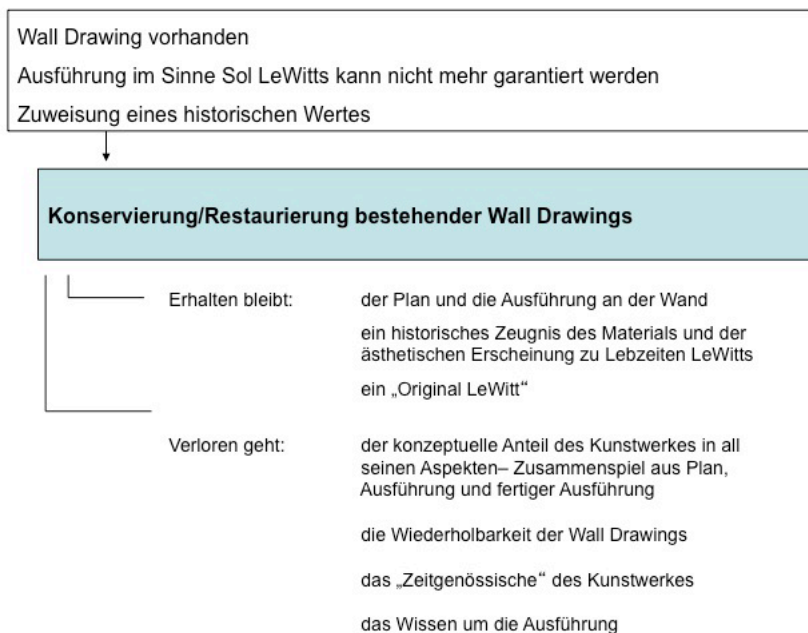 Wall Drawing vorhanden
Ausführung im Sinne Sol LeWitts kann nicht mehr garantiert werden
Zuweisung eines historischen Wertes
Konservierung/Restaurierung bestehender Wall Drawings
Erhalten bleibt: der Plan und die Ausführung an der Wand
ein historisches Zeugnis des Materials und der
ästhetischen Erscheinung zu Lebzeiten LeWitts
ein „Original LeWitt“
Verloren geht: der konzeptuelle Anteil des Kunstwerkes in all
seinen Aspekten– Zusammenspiel aus Plan,
Ausführung und fertiger Ausführung
die Wiederholbarkeit der Wall Drawings
das „Zeitgenössische“ des Kunstwerkes
das Wissen um die Ausführung